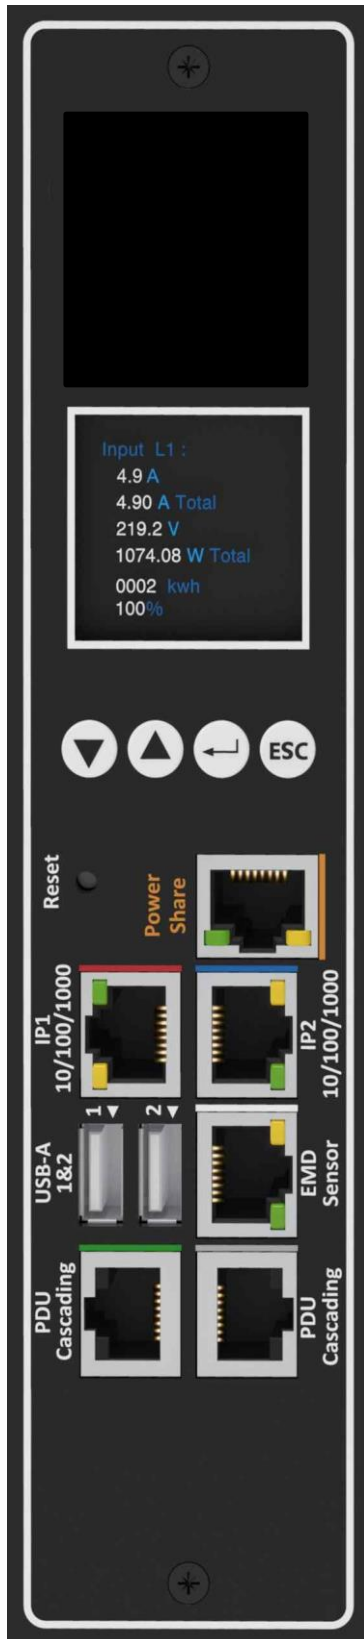 Input L1 :
4.9 A
4.90 A Total
219.2 V
1074.08 W Total
0002 kwh
100%
ESC
Reset
Power
Share
IP1
10/100/1000
IP2
10/100/1000
USB-A
1&2
1
2
EMD
Sensor
PDU
Cascading
PDU
Cascading